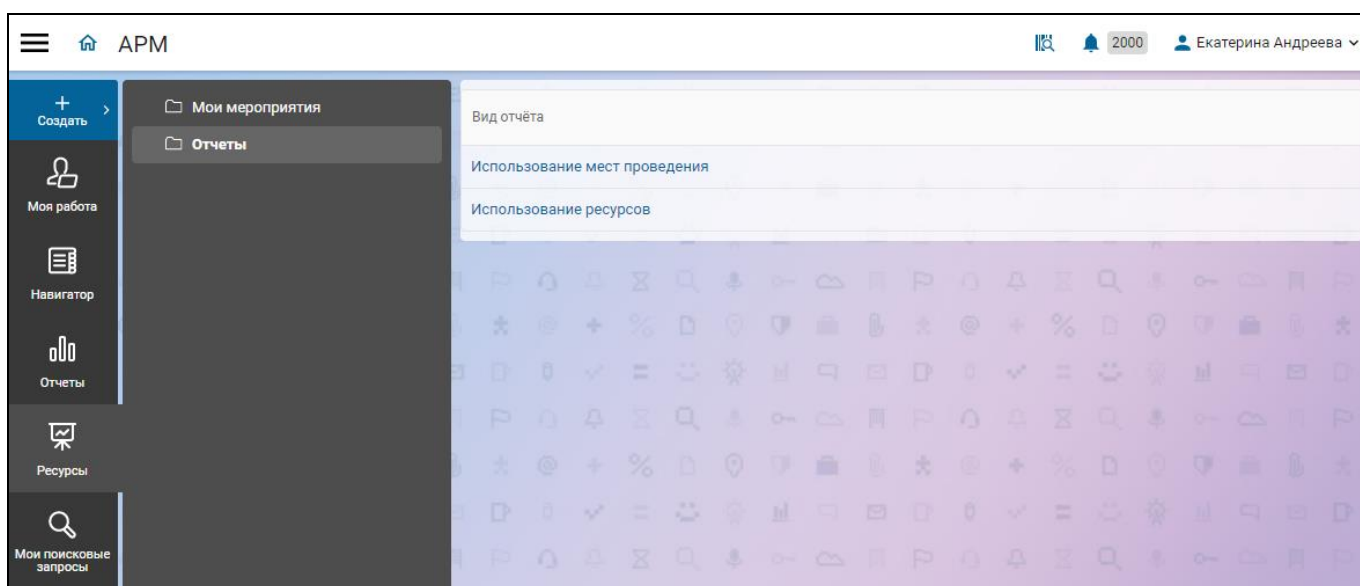 АРМ
2000
Екатерина Андреева
Создать
Мои мероприятия
Отчеты
Вид отчёта
Использование мест проведения
Использование ресурсов
Моя работа
Навигатор
Отчеты
Ресурсы
Мои поисковые
запросы